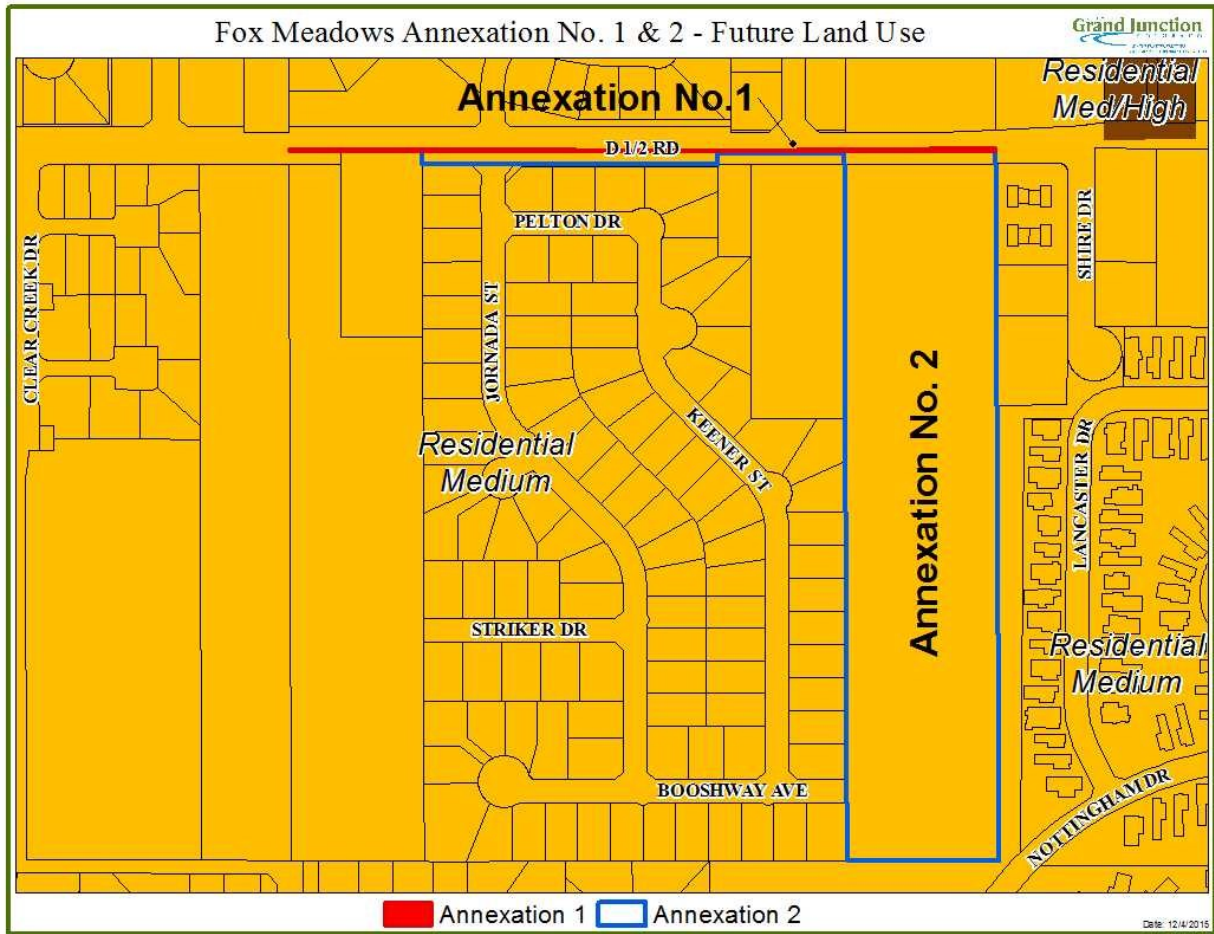 Fox Meadows Annexation No. 1 & 2 - Future Land Use
Grand Junction
COLORADO
Residential
Med/High
Annexation No.1
D 1/2 RD
PELTON DR
CLEAR CREEK DR
JORNADA ST
SHIRE DR
KEENER ST
Annexation No. 2
LANCASTER DR
Residential
Medium
STRIKER DR
Residential
Medium
BOOSHWAY AVE
NOTTINGHAM DR
Annexation 1
Annexation 2
Date: 12/4/2015